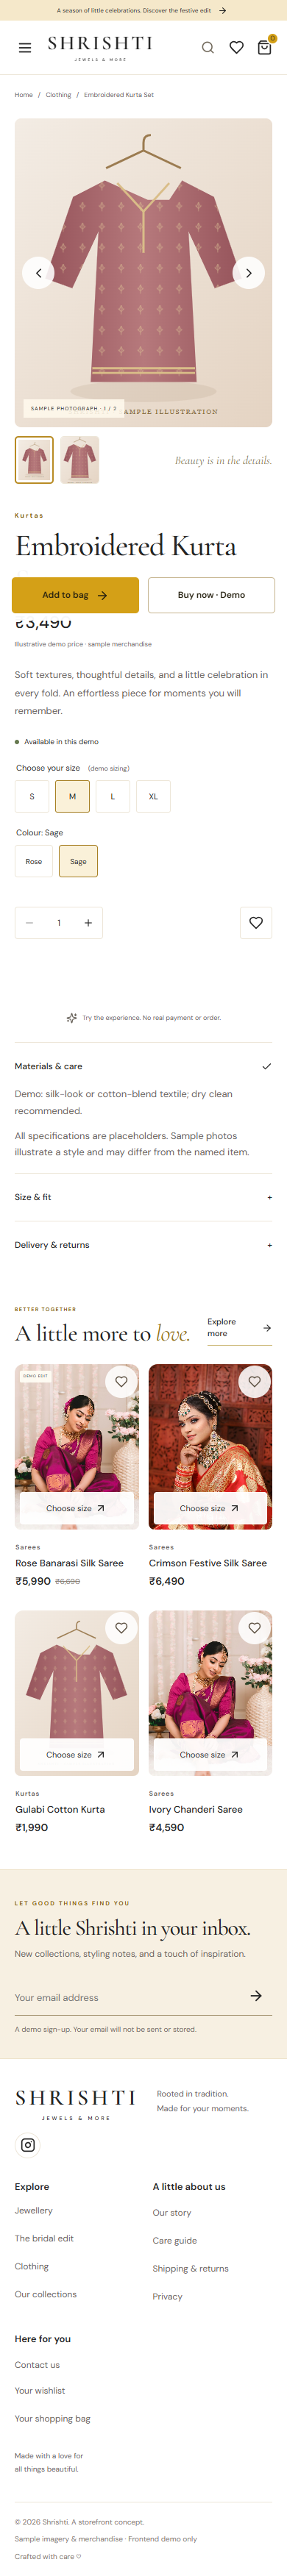 A season of little celebrations. Discover the festive edit
SHRISHTI
JEWELS & MORE
0
Home / Clothing / Embroidered Kurta Set
SAMPLE PHOTOGRAPH · 1 / 2
AMPLE ILLUSTRATION
Beauty is in the details.
Kurtas
Embroidered Kurta
Add to bag
Buy now · Demo
₹3,490
Illustrative demo price · sample merchandise
Soft textures, thoughtful details, and a little celebration in
every fold. An effortless piece for moments you will
remember.
Available in this demo
Choose your size (demo sizing)
S M L XL
Colour: Sage
Rose Sage
− 1 +
Try the experience. No real payment or order.
Materials & care
Demo: silk-look or cotton-blend textile; dry clean
recommended.
All specifications are placeholders. Sample photos
illustrate a style and may differ from the named item.
Size & fit +
Delivery & returns +
BETTER TOGETHER
A little more to love.
Explore
more
DEMO EDIT
Choose size
Choose size
Sarees
Rose Banarasi Silk Saree
₹5,990 ₹6,690
Sarees
Crimson Festive Silk Saree
₹6,490
Choose size
Choose size
Kurtas
Gulabi Cotton Kurta
₹1,990
Sarees
Ivory Chanderi Saree
₹4,590
LET GOOD THINGS FIND YOU
A little Shrishti in your inbox.
New collections, styling notes, and a touch of inspiration.
Your email address
A demo sign-up. Your email will not be sent or stored.
SHRISHTI
JEWELS & MORE
Rooted in tradition.
Made for your moments.
Explore
Jewellery
The bridal edit
Clothing
Our collections
A little about us
Our story
Care guide
Shipping & returns
Privacy
Here for you
Contact us
Your wishlist
Your shopping bag
Made with a love for
all things beautiful.
© 2026 Shrishti. A storefront concept.
Sample imagery & merchandise · Frontend demo only
Crafted with care ♡